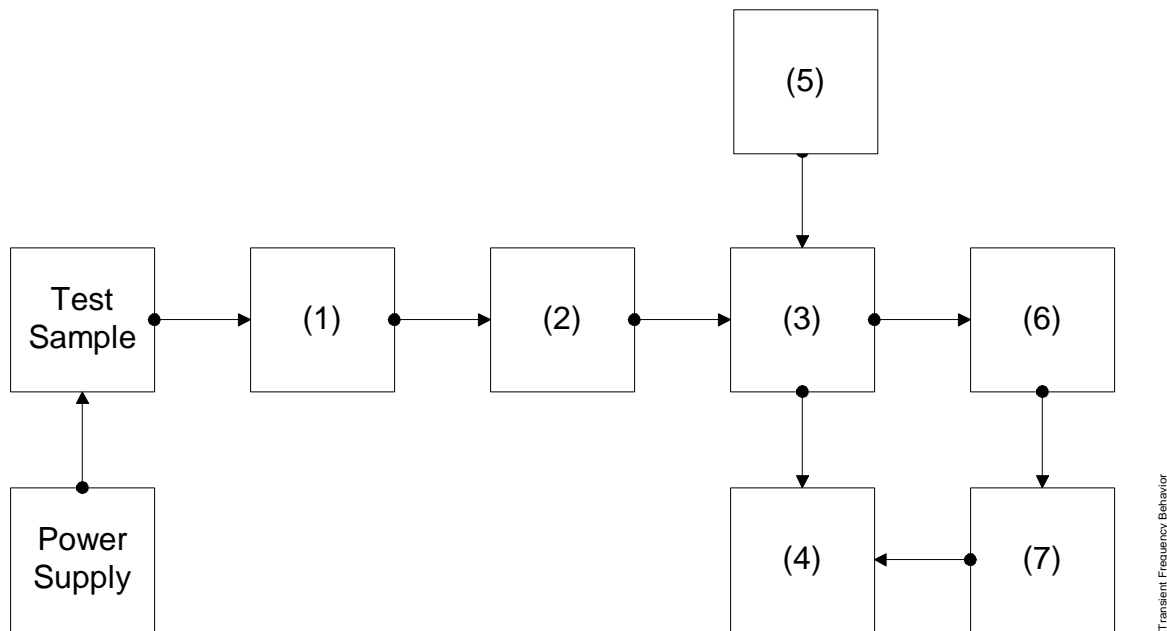 (5)
Test
Sample
(1)
(2)
(3)
(6)
Power
Supply
(4)
(7)
Transient Frequency Behavior